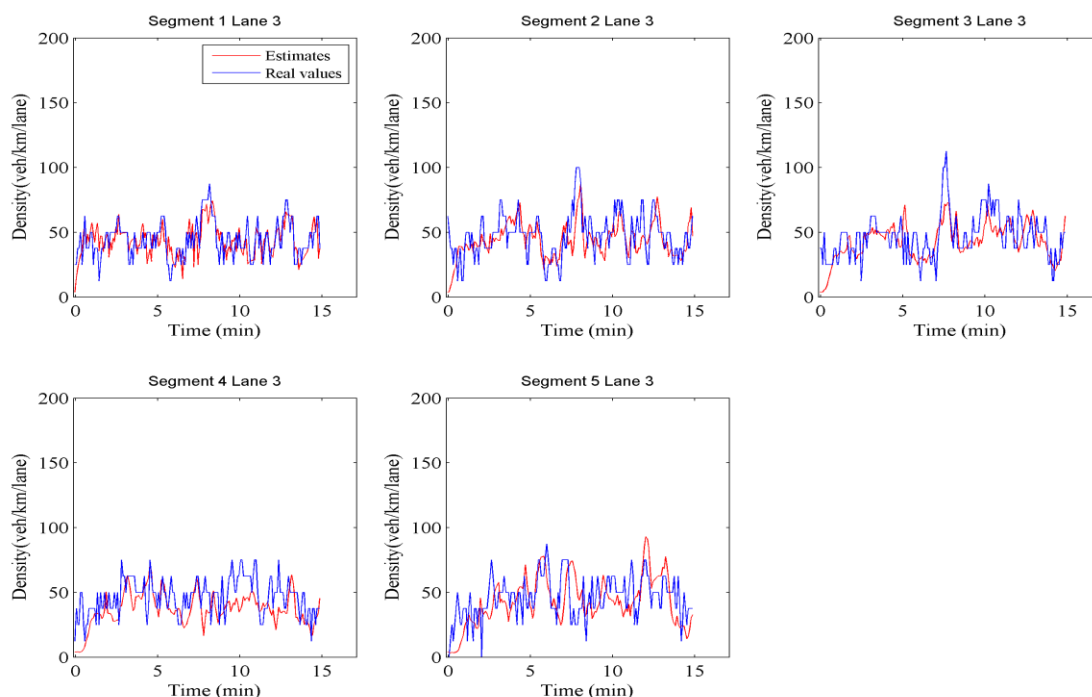 Segment 1 Lane 3
200
150
100
50
0
Density(veh/km/lane)
0 5 10 15
Time (min)
Estimates
Real values
Segment 2 Lane 3
200
150
100
50
0
Density(veh/km/lane)
0 5 10 15
Time (min)
Segment 3 Lane 3
200
150
100
50
0
Density(veh/km/lane)
0 5 10 15
Time (min)
Segment 4 Lane 3
200
150
100
50
0
Density(veh/km/lane)
0 5 10 15
Time (min)
Segment 5 Lane 3
200
150
100
50
0
Density(veh/km/lane)
0 5 10 15
Time (min)